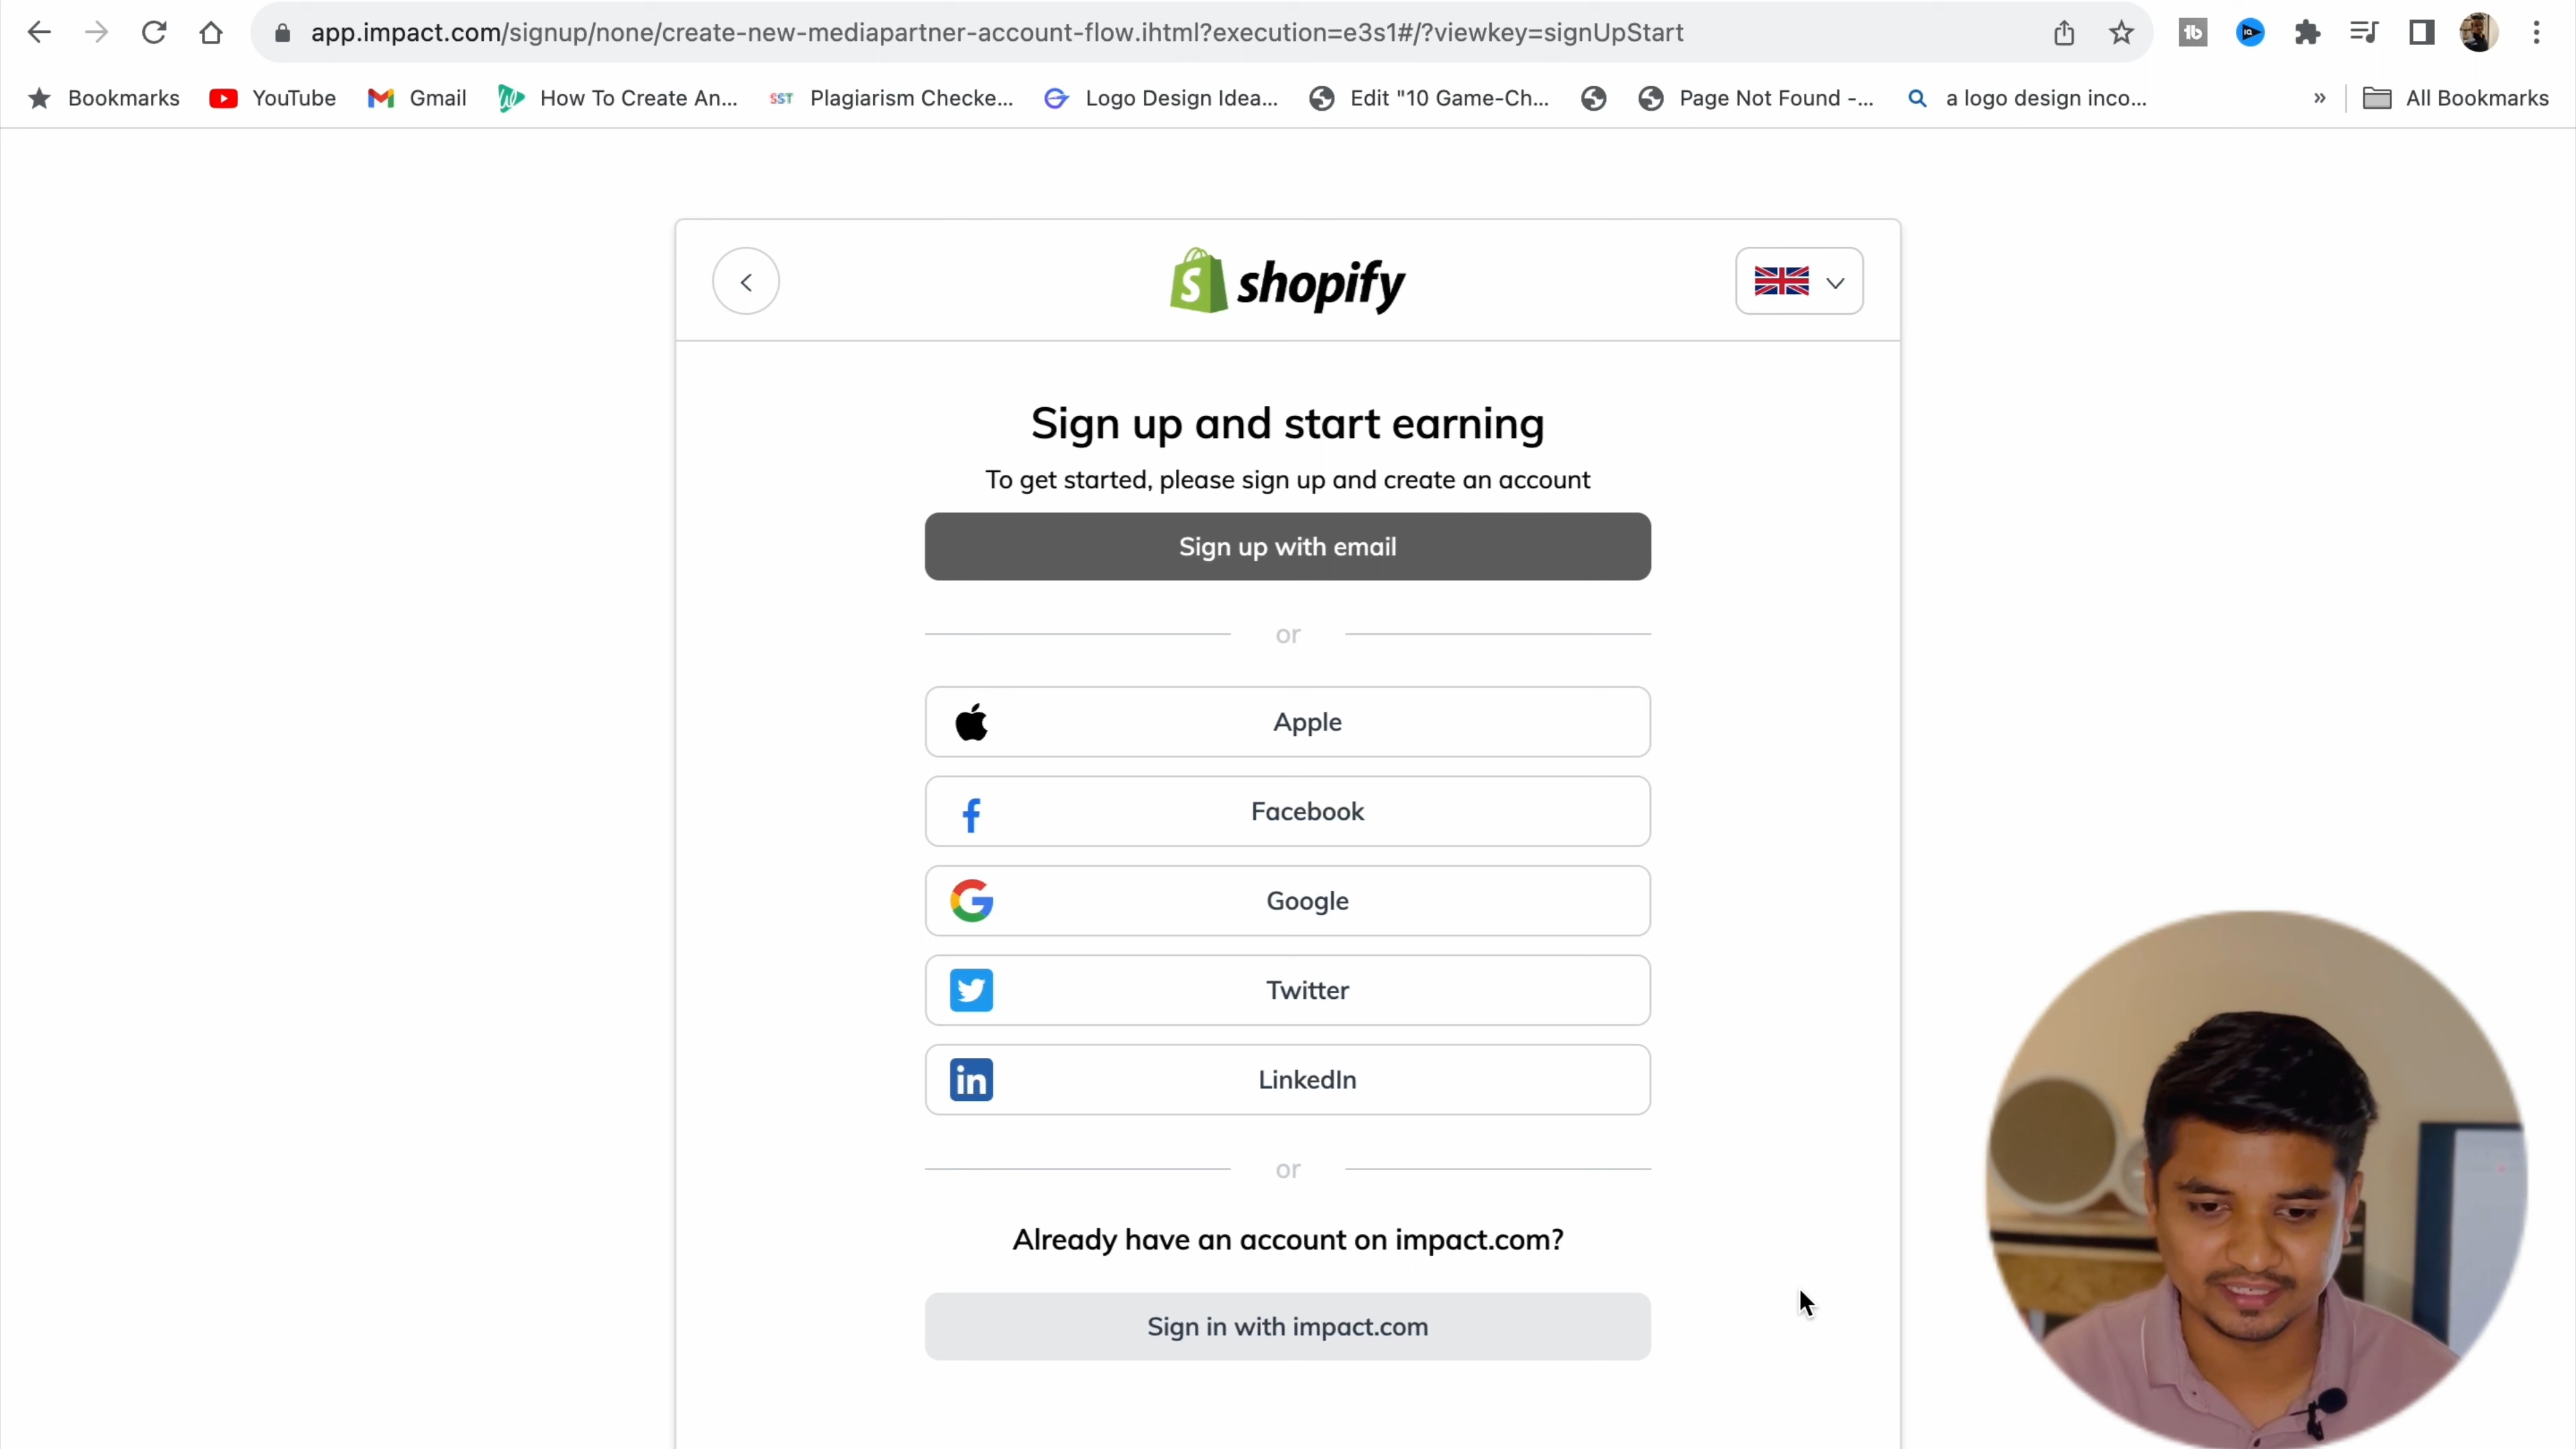 app.impact.com/signup/none/create-new-mediapartner-account-flow.ihtml?execution=e3s1#/?viewkey=signUpStart
Bookmarks YouTube Gmail How To Create An... SST Plagiarism Checke... Logo Design Idea... Edit "10 Game-Ch... Page Not Found -... a logo design inco... » All Bookmarks
shopify
Sign up and start earning
To get started, please sign up and create an account
Sign up with email
or
Apple
Facebook
Google
Twitter
LinkedIn
or
Already have an account on impact.com?
Sign in with impact.com